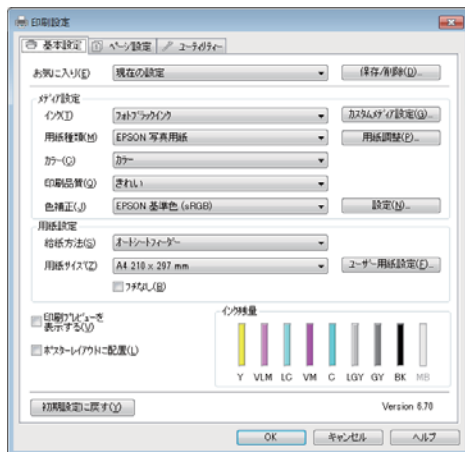 印刷設定
基本設定 ページ設定 ユーティリティー
お気に入り(E) 現在の設定 保存/削除(D)...
メディア設定
インク(T) フォトブラックインク カスタムメディア設定(G)...
用紙種類(M) EPSON 写真用紙 用紙調整(P)...
カラー(C) カラー
印刷品質(Q) きれい
色補正(J) EPSON 基準色 (sRGB) 設定(N)...
用紙設定
給紙方法(S) オートシートフィーダー
用紙サイズ(Z) A4 210 x 297 mm ユーザー用紙設定(F)...
フチなし(B)
印刷プレビューを
表示する(V)
ポスターレイアウトに配置(L)
インク残量
Y VLM LC VM C LGY GY BK MB
初期設定に戻す(Y) Version 6.70
OK キャンセル ヘルプ